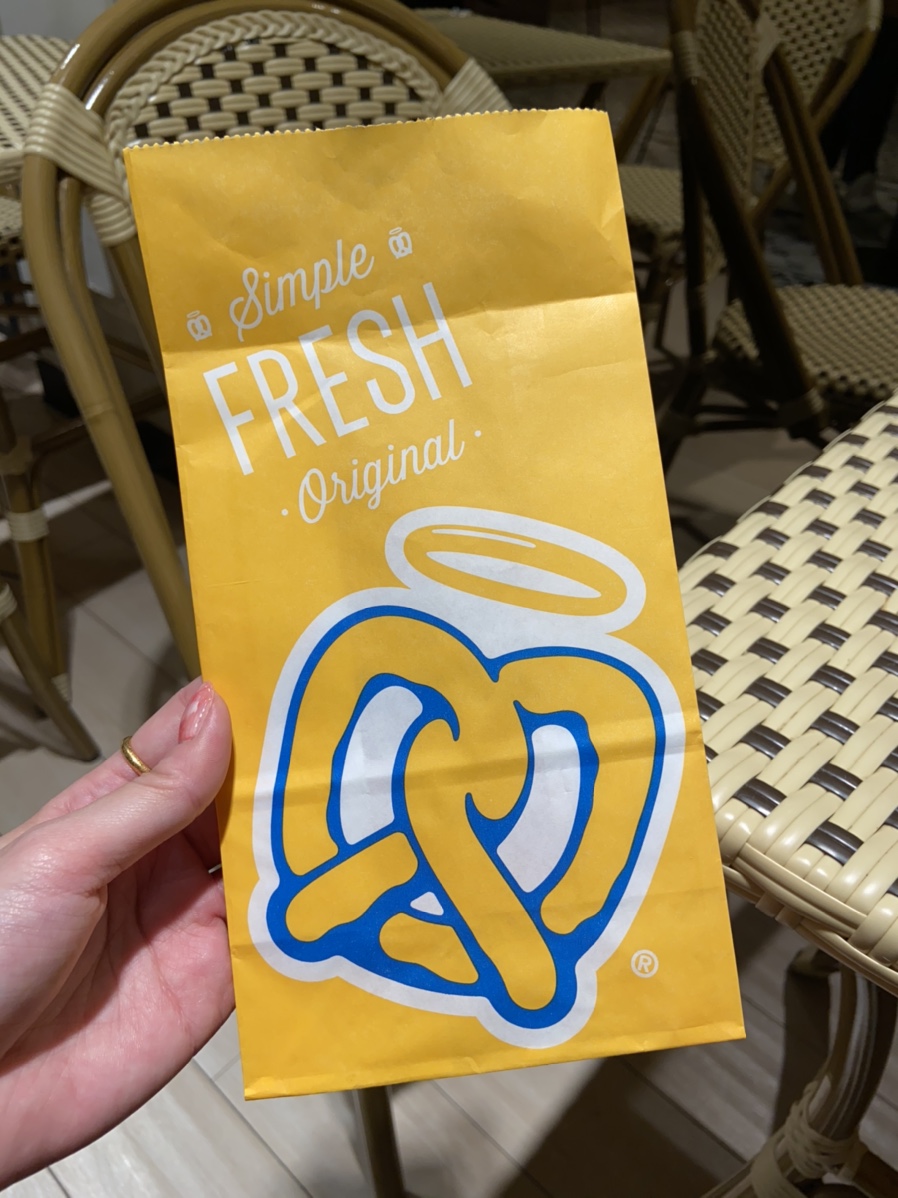 Simple
FRESH
· Original ·
®